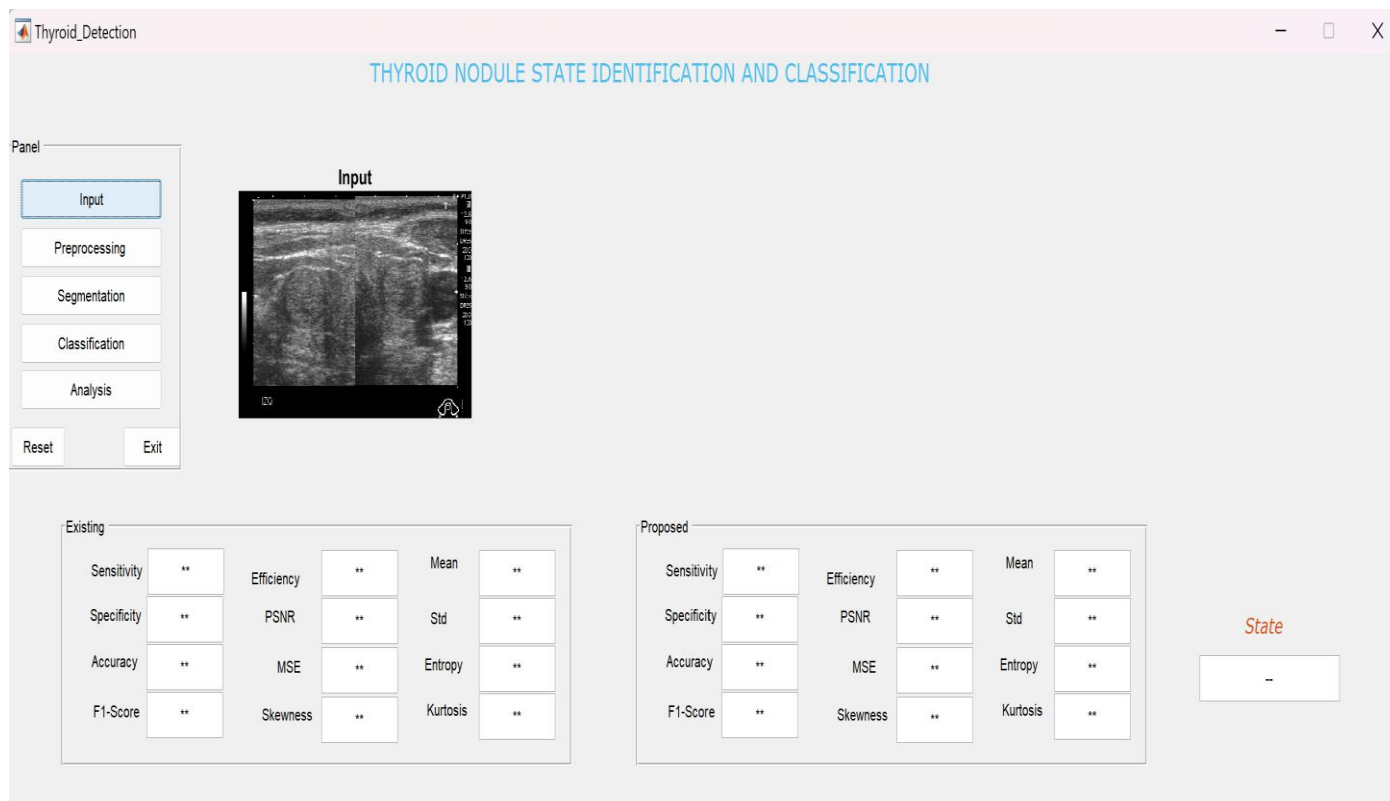 Thyroid_Detection
THYROID NODULE STATE IDENTIFICATION AND CLASSIFICATION
Panel
Input
Preprocessing
Segmentation
Classification
Analysis
Reset Exit
Input
IZQ
Existing
Sensitivity ** Efficiency ** Mean **
Specificity ** PSNR ** Std **
Accuracy ** MSE ** Entropy **
F1-Score ** Skewness ** Kurtosis **
Proposed
Sensitivity ** Efficiency ** Mean **
Specificity ** PSNR ** Std **
Accuracy ** MSE ** Entropy **
F1-Score ** Skewness ** Kurtosis **
State
--